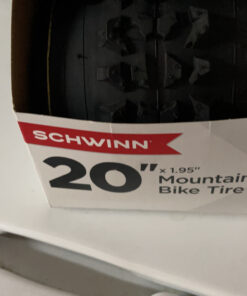 SCHWINN
20" x 1.95"
Mountain
Bike Tire